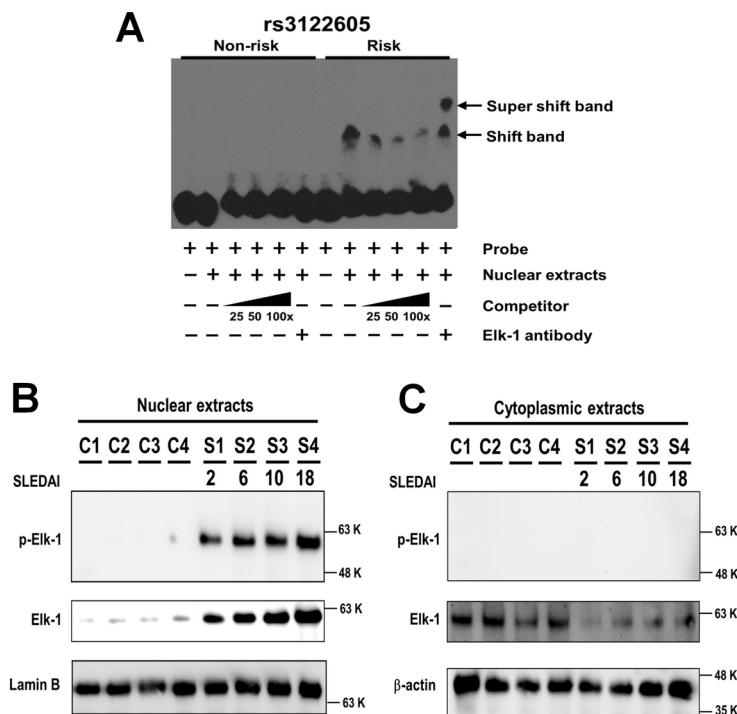 A
rs3122605
Non-risk Risk
Super shift band
Shift band
+ + + + + + + + + + + + Probe
− + + + + + − + + + + + Nuclear extracts
− − − − − − − Competitor
25 50 100x 25 50 100x
− − − − − + − − − − − + Elk-1 antibody
B
Nuclear extracts
C1 C2 C3 C4 S1 S2 S3 S4
SLEDAI 2 6 10 18
p-Elk-1 63 K
48 K
Elk-1 63 K
Lamin B
63 K
C
Cytoplasmic extracts
C1 C2 C3 C4 S1 S2 S3 S4
SLEDAI 2 6 10 18
p-Elk-1 63 K
48 K
Elk-1 63 K
β-actin 48 K
35 K